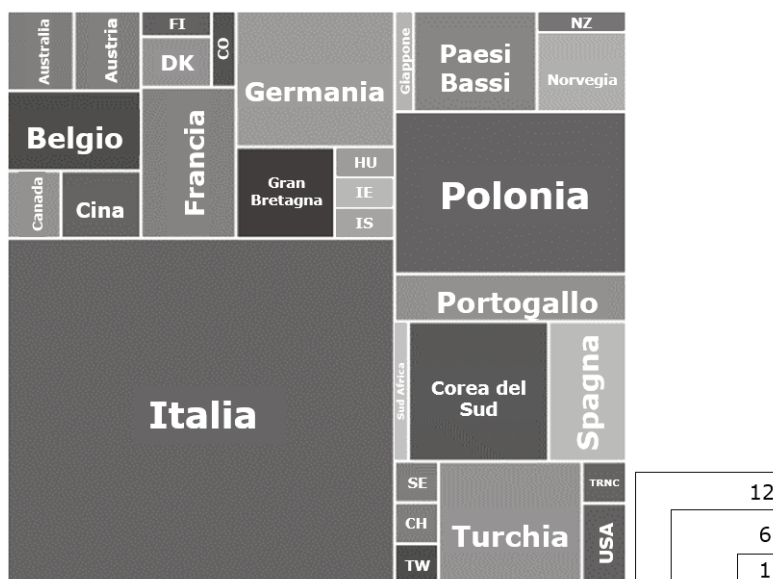 Australia
Austria
FI
DK
CO
Germania
Giappone
Paesi
Bassi
NZ
Norvegia
Belgio
Francia
Canada
Cina
Gran
Bretagna
HU
IE
IS
Polonia
Portogallo
Italia
Sud Africa
Corea del
Sud
Spagna
SE
CH
TW
Turchia
TRNC
USA
12
6
1